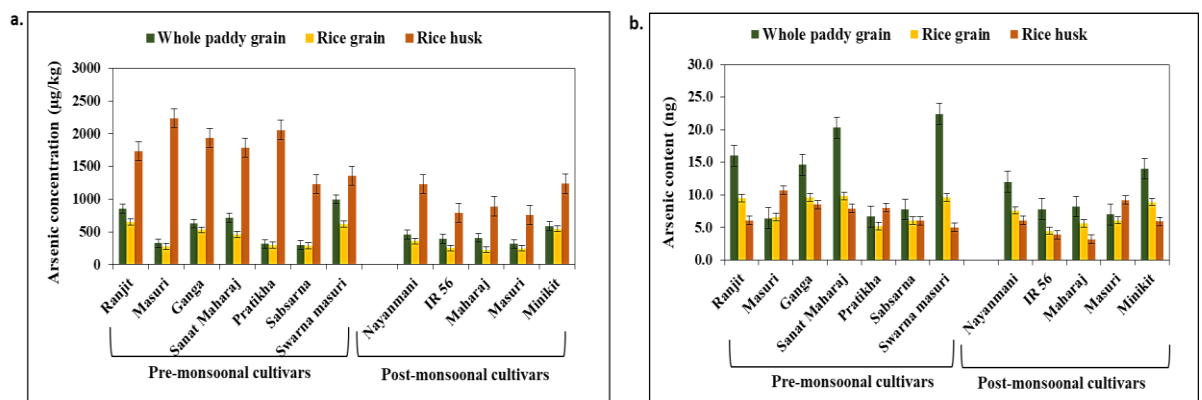 a.
Whole paddy grain Rice grain Rice husk
Arsenic concentration (µg/kg)
3000
2500
2000
1500
1000
500
0
Ranjit
Masuri
Ganga
Sanat Maharaj
Pratikha
Sabsarna
Swarna masuri
Nayanmani
IR 56
Maharaj
Masuri
Minikit
Pre-monsoonal cultivars
Post-monsoonal cultivars
b.
Whole paddy grain Rice grain Rice husk
Arsenic content (ng)
30.0
25.0
20.0
15.0
10.0
5.0
0.0
Ranjit
Masuri
Ganga
Sanat Maharaj
Pratikha
Sabsarna
Swarna masuri
Nayanmani
IR 56
Maharaj
Masuri
Minikit
Pre-monsoonal cultivars
Post-monsoonal cultivars